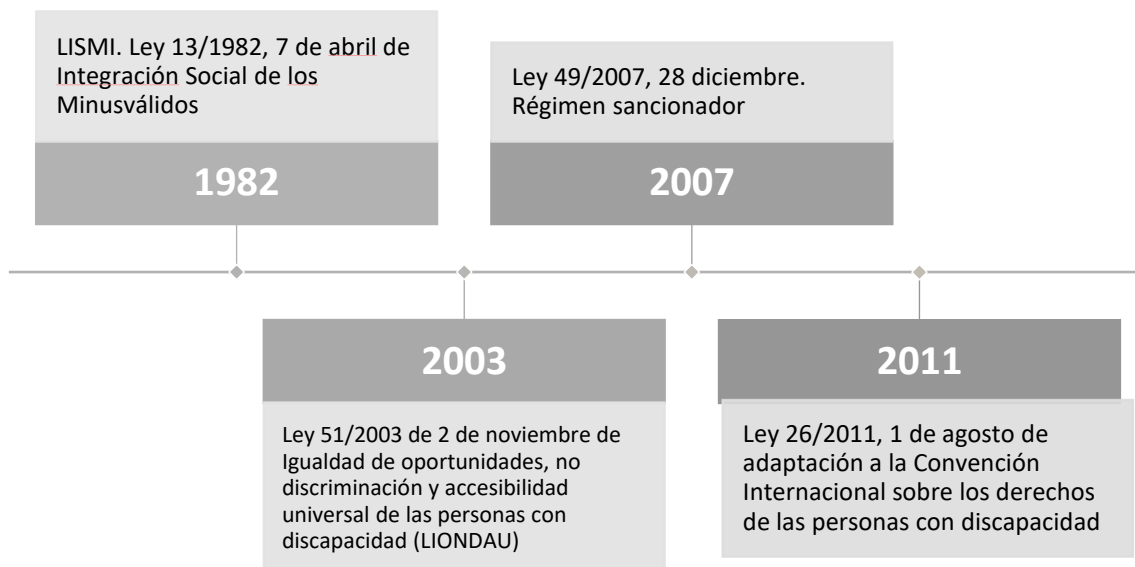 LISMI. Ley 13/1982, 7 de abril de
Integración Social de los
Minusválidos
1982
Ley 49/2007, 28 diciembre.
Régimen sancionador
2007
2003
Ley 51/2003 de 2 de noviembre de
Igualdad de oportunidades, no
discriminación y accesibilidad
universal de las personas con
discapacidad (LIONDAU)
2011
Ley 26/2011, 1 de agosto de
adaptación a la Convención
Internacional sobre los derechos
de las personas con discapacidad